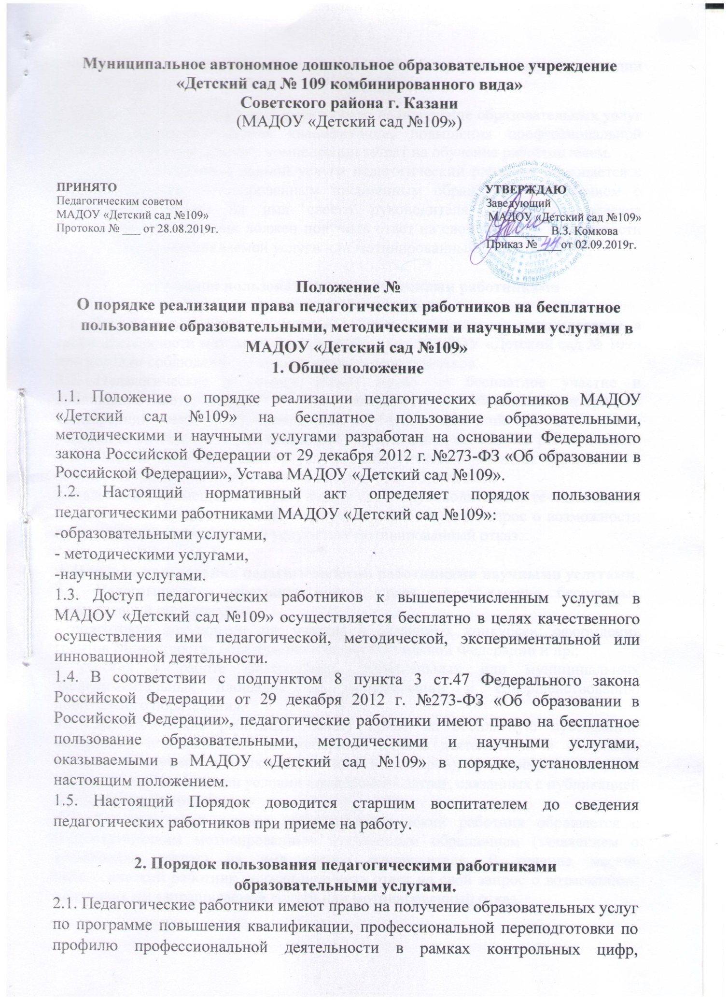 Муниципальное автономное дошкольное образовательное учреждение
«Детский сад № 109 комбинированного вида»
Советского района г. Казани
(МАДОУ «Детский сад №109»)
ПРИНЯТО
Педагогическим советом
МАДОУ «Детский сад №109»
Протокол № ___ от 28.08.2019г.
УТВЕРЖДАЮ
Заведующий
МАДОУ «Детский сад №109»
__________ В.З. Комкова
Приказ № 44 от 02.09.2019г.
Положение №
О порядке реализации права педагогических работников на бесплатное
пользование образовательными, методическими и научными услугами в
МАДОУ «Детский сад №109»
1. Общее положение
1.1. Положение о порядке реализации педагогических работников МАДОУ
«Детский сад №109» на бесплатное пользование образовательными,
методическими и научными услугами разработан на основании Федерального
закона Российской Федерации от 29 декабря 2012 г. №273-ФЗ «Об образовании в
Российской Федерации», Устава МАДОУ «Детский сад №109».
1.2. Настоящий нормативный акт определяет порядок пользования
педагогическими работниками МАДОУ «Детский сад №109»:
-образовательными услугами,
- методическими услугами,
-научными услугами.
1.3. Доступ педагогических работников к вышеперечисленным услугам в
МАДОУ «Детский сад №109» осуществляется бесплатно в целях качественного
осуществления ими педагогической, методической, экспериментальной или
инновационной деятельности.
1.4. В соответствии с подпунктом 8 пункта 3 ст.47 Федерального закона
Российской Федерации от 29 декабря 2012 г. №273-ФЗ «Об образовании в
Российской Федерации», педагогические работники имеют право на бесплатное
пользование образовательными, методическими и научными услугами,
оказываемыми в МАДОУ «Детский сад №109» в порядке, установленном
настоящим положением.
1.5. Настоящий Порядок доводится старшим воспитателем до сведения
педагогических работников при приеме на работу.
2. Порядок пользования педагогическими работниками
образовательными услугами.
2.1. Педагогические работники имеют право на получение образовательных услуг
по программе повышения квалификации, профессиональной переподготовки по
профилю профессиональной деятельности в рамках контрольных цифр,